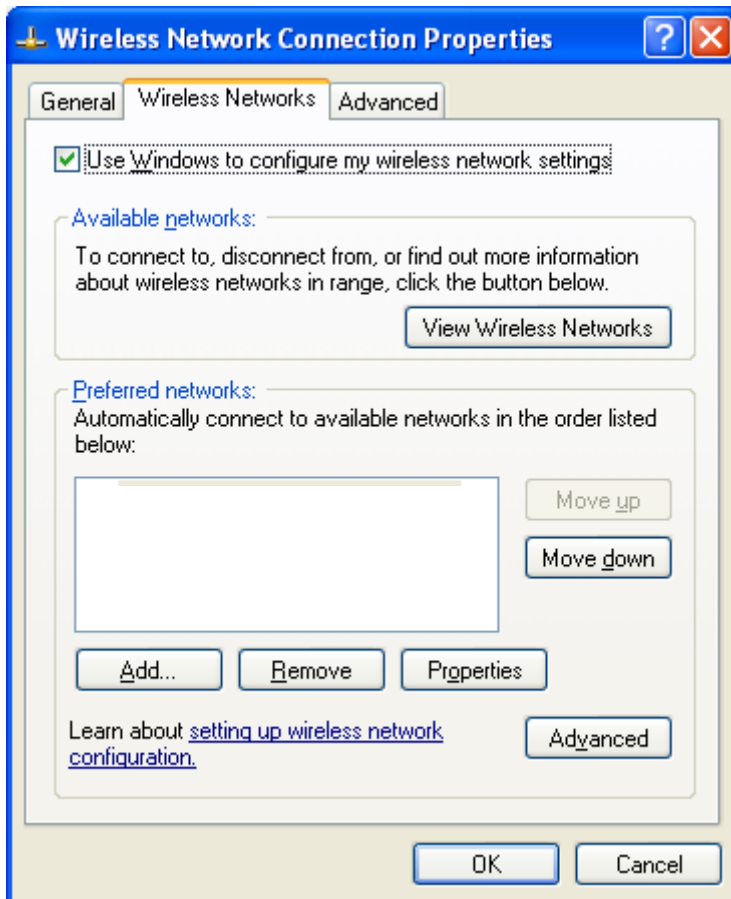 Wireless Network Connection Properties
?
General
Wireless Networks
Advanced
Use Windows to configure my wireless network settings
Available networks:
To connect to, disconnect from, or find out more information
about wireless networks in range, click the button below.
View Wireless Networks
Preferred networks:
Automatically connect to available networks in the order listed
below:
Move up
Move down
Add...
Remove
Properties
Learn about setting up wireless network
configuration.
Advanced
OK
Cancel